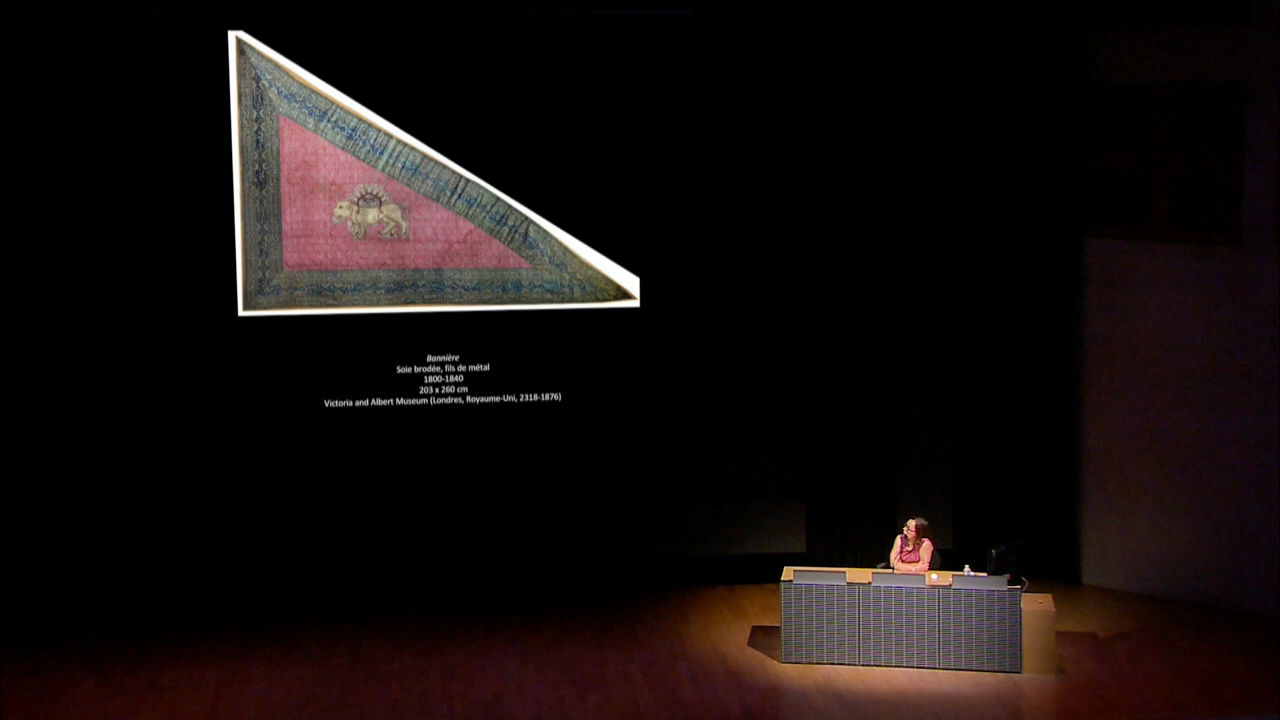 Bannière
Soie brodée, fils de métal
1800-1840
203 x 260 cm
Victoria and Albert Museum (Londres, Royaume-Uni, 2318-1876)